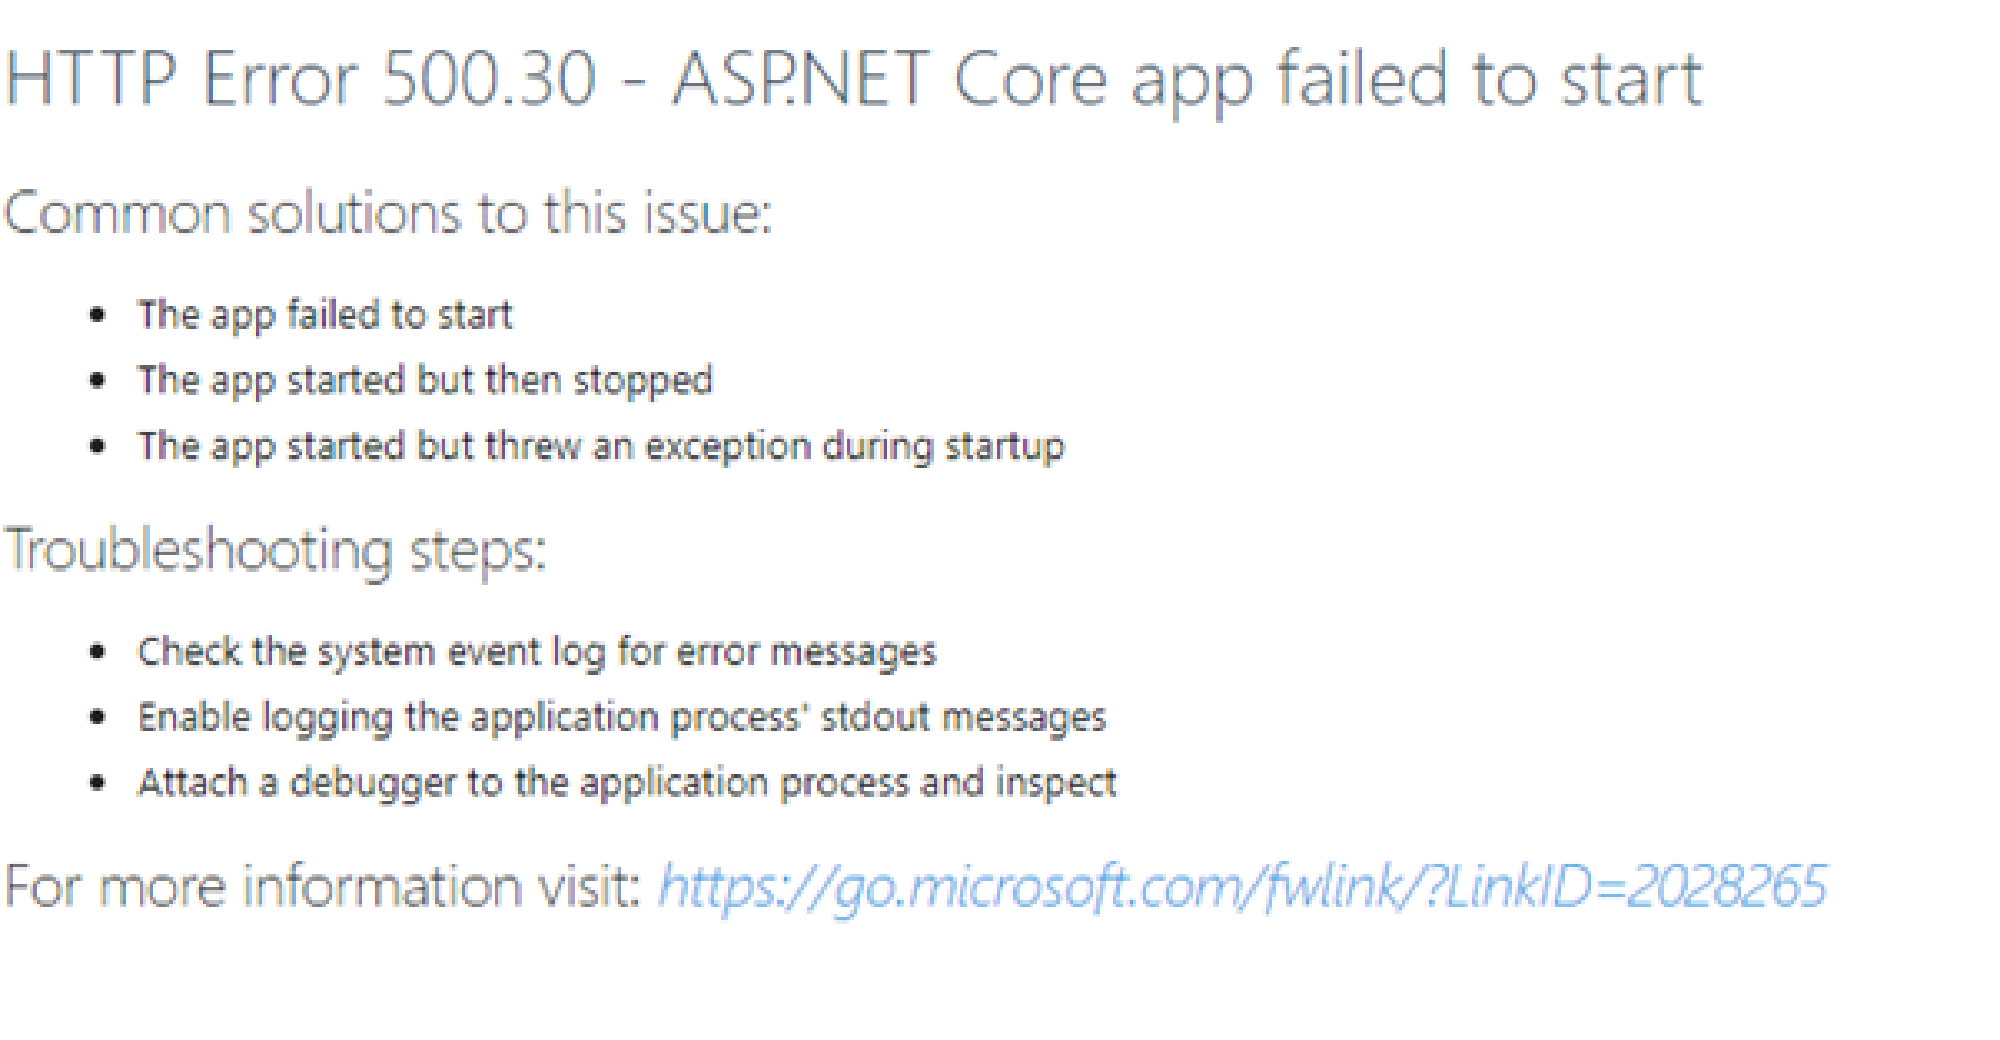 HTTP Error 500.30 - ASP.NET Core app failed to start
Common solutions to this issue:
• The app failed to start
• The app started but then stopped
• The app started but threw an exception during startup
Troubleshooting steps:
• Check the system event log for error messages
• Enable logging the application process' stdout messages
• Attach a debugger to the application process and inspect
For more information visit: https://go.microsoft.com/fwlink/?LinkID=2028265